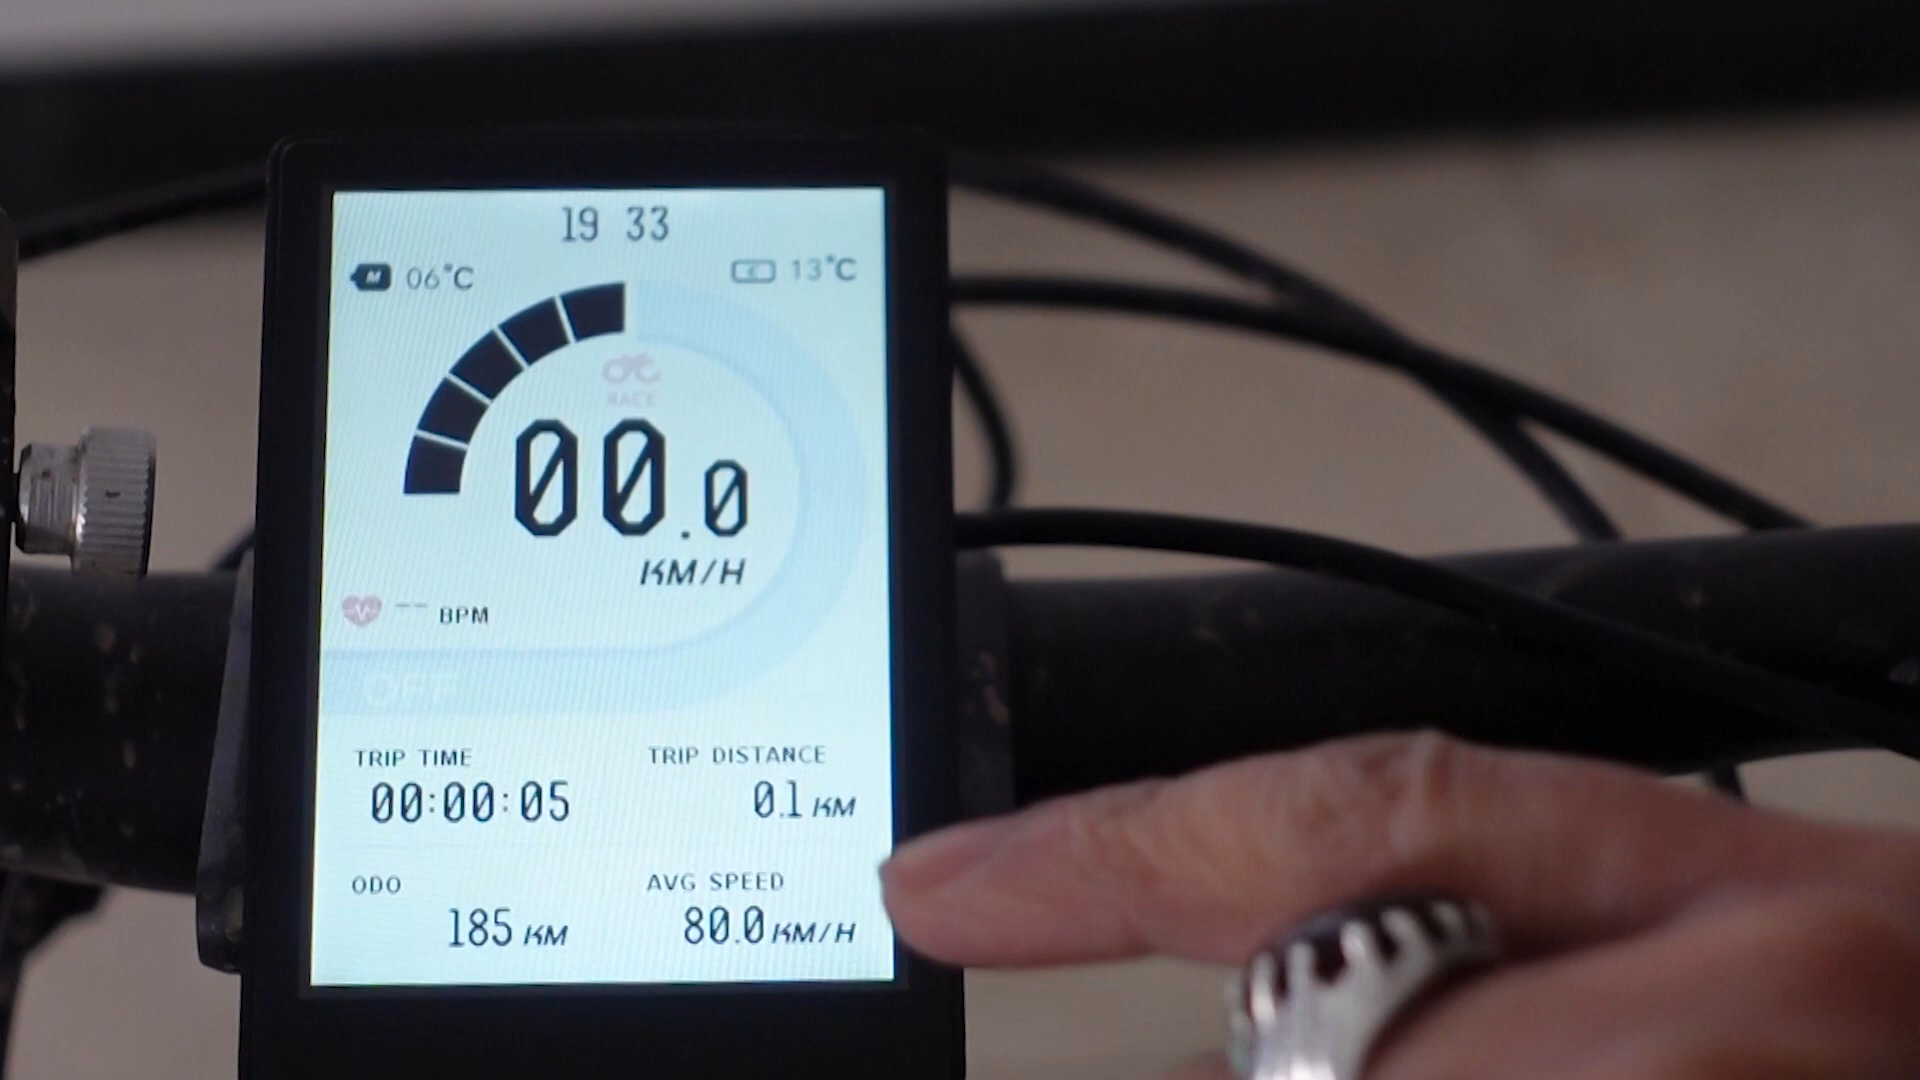 19 33
M 06°C
C 13°C
RACE
00.0
KM/H
-- BPM
OFF
TRIP TIME
TRIP DISTANCE
00:00:05
0.1 KM
ODO
AVG SPEED
185 KM
80.0 KM/H